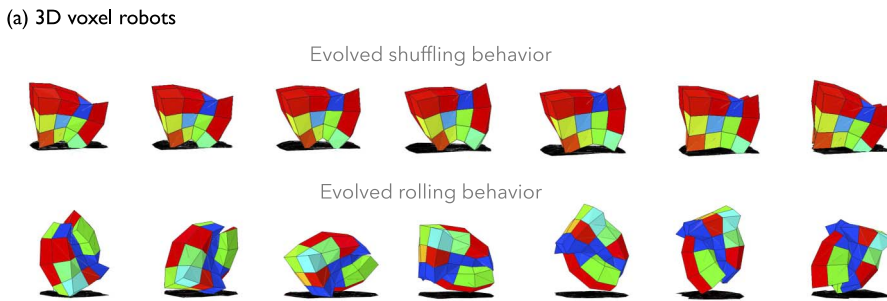 (a) 3D voxel robots
Evolved shuffling behavior
Evolved rolling behavior